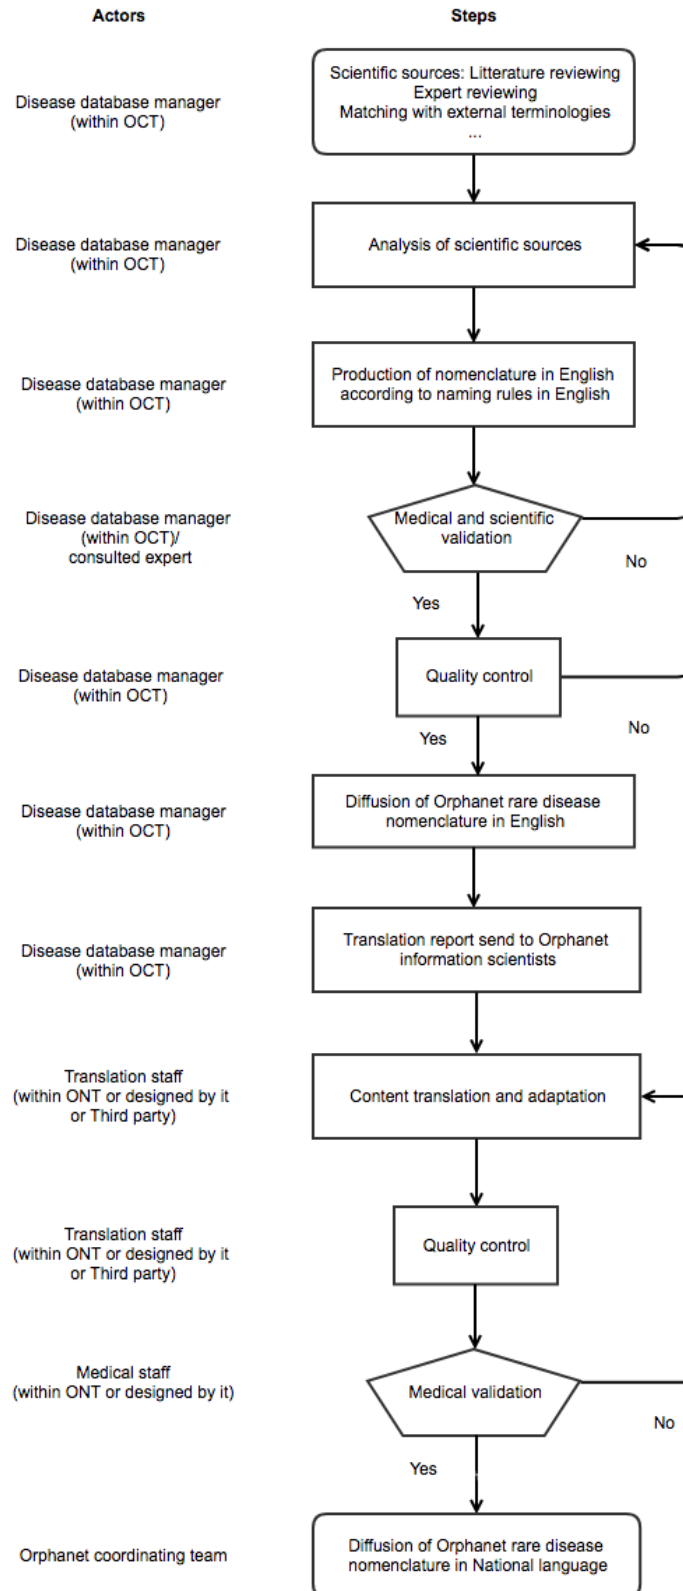 Actors
Steps
Disease database manager
(within OCT)
Scientific sources: Litterature reviewing
Expert reviewing
Matching with external terminologies
...
Disease database manager
(within OCT)
Analysis of scientific sources
Disease database manager
(within OCT)
Production of nomenclature in English
according to naming rules in English
Disease database manager
(within OCT)/
consulted expert
Medical and scientific
validation
No
Yes
Disease database manager
(within OCT)
Quality control
No
Yes
Disease database manager
(within OCT)
Diffusion of Orphanet rare disease
nomenclature in English
Disease database manager
(within OCT)
Translation report send to Orphanet
information scientists
Translation staff
(within ONT or designed by it
or Third party)
Content translation and adaptation
Translation staff
(within ONT or designed by it
or Third party)
Quality control
Medical staff
(within ONT or designed by it)
Medical validation
No
Yes
Orphanet coordinating team
Diffusion of Orphanet rare disease
nomenclature in National language